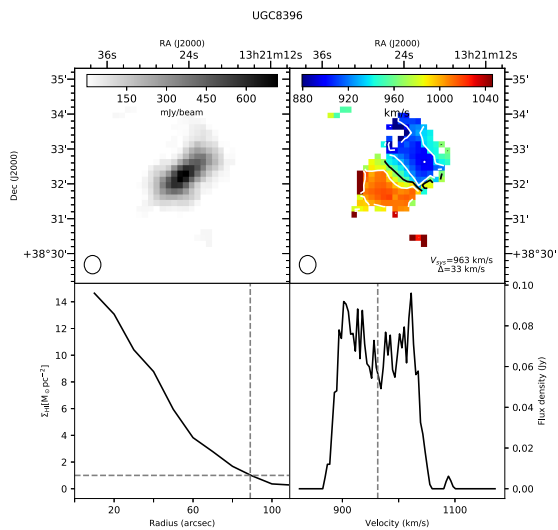 UGC8396
RA (J2000)
RA (J2000)
36s 24s 13h21m12s
36s 24s 13h21m12s
35' 35'
34' 34'
33' 33'
32' 32'
31' 31'
+38°30' +38°30'
Dec (J2000)
150 300 450 600
mJy/beam
880 920 960 1000 1040
km/s
V_sys=963 km/s
Δ=33 km/s
14
12
10
8
6
4
2
0
Σ_HI[M_⊙ pc⁻²]
20 60 100
Radius (arcsec)
0.10
0.08
0.06
0.04
0.02
0.00
Flux density (Jy)
900 1100
Velocity (km/s)